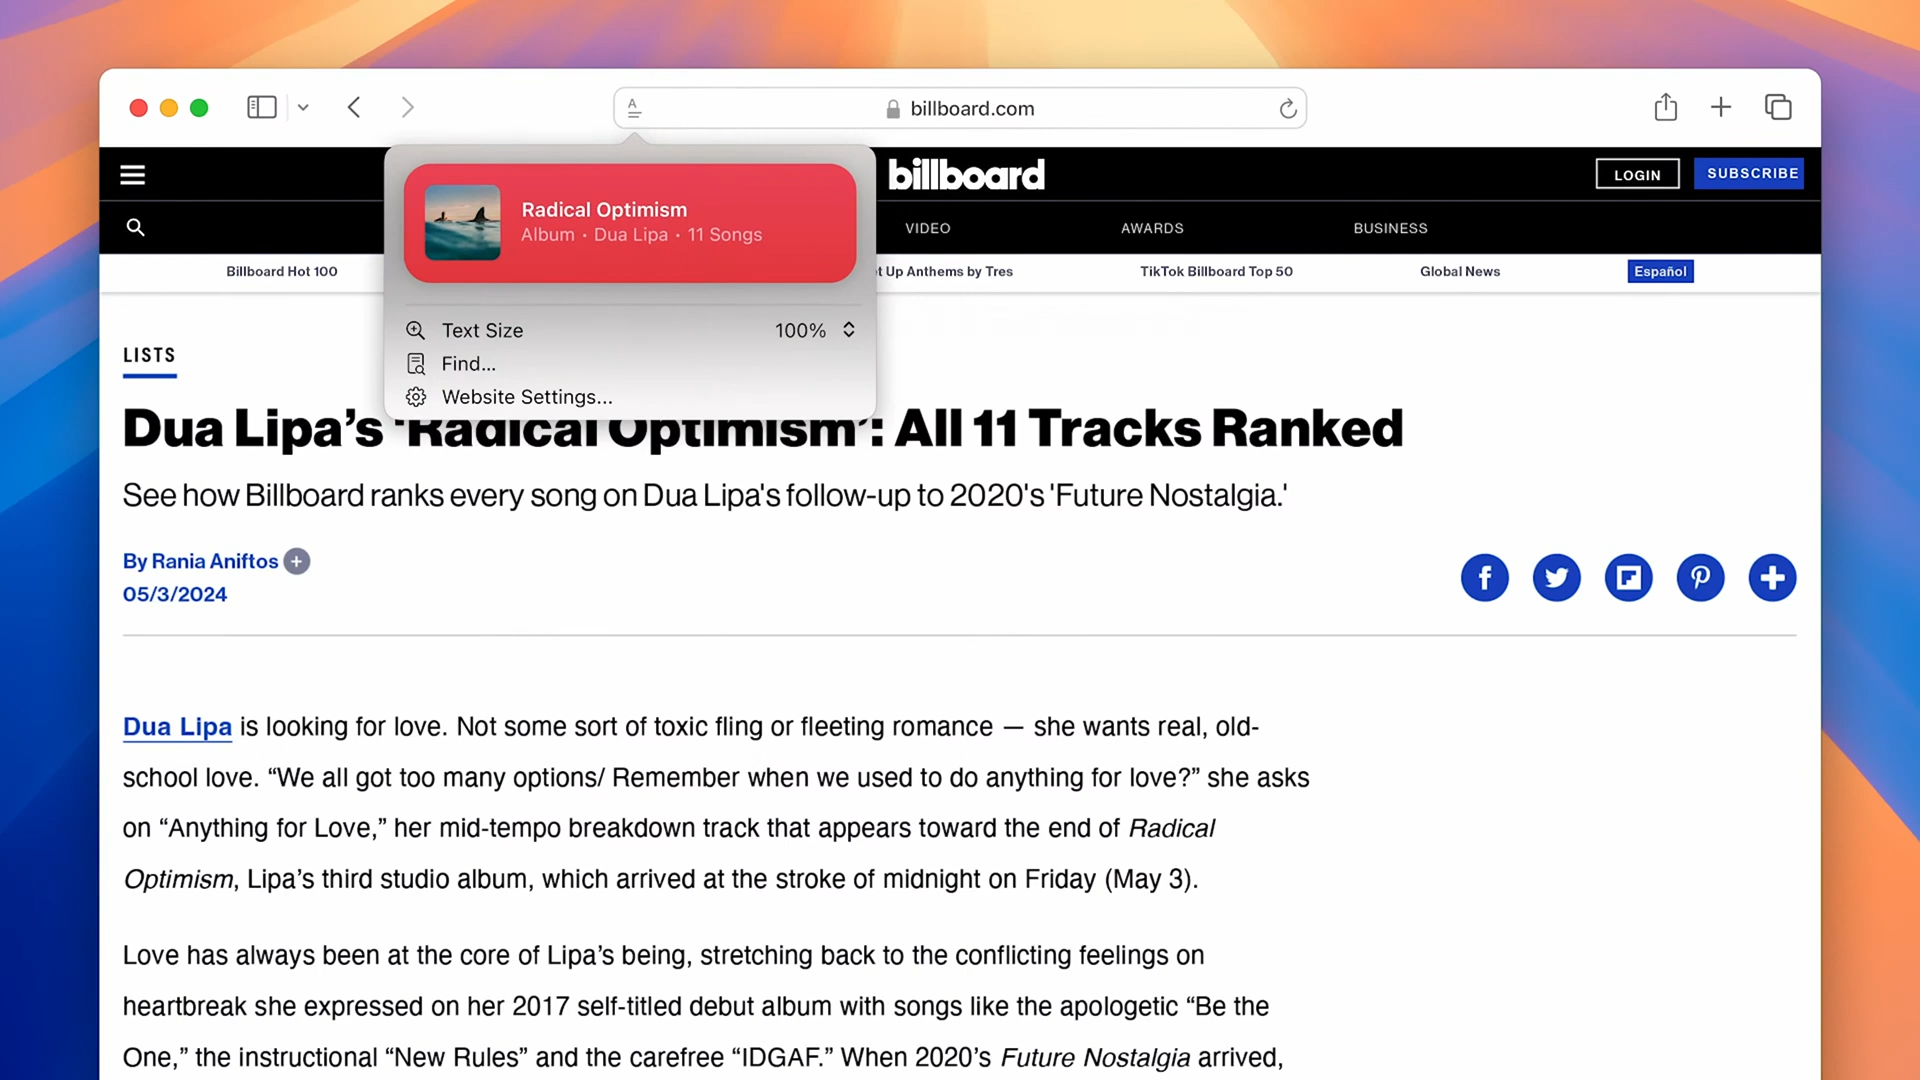 A
billboard.com
billboard
LOGIN
SUBSCRIBE
Radical Optimism
Album · Dua Lipa · 11 Songs
VIDEO
AWARDS
BUSINESS
Billboard Hot 100
t Up Anthems by Tres
TikTok Billboard Top 50
Global News
Español
Text Size 100%
Find...
Website Settings...
LISTS
Dua Lipa’s ‘Radical Optimism’: All 11 Tracks Ranked
See how Billboard ranks every song on Dua Lipa's follow-up to 2020's 'Future Nostalgia.'
By Rania Aniftos
05/3/2024
Dua Lipa is looking for love. Not some sort of toxic fling or fleeting romance — she wants real, old-
school love. “We all got too many options/ Remember when we used to do anything for love?” she asks
on “Anything for Love,” her mid-tempo breakdown track that appears toward the end of Radical
Optimism, Lipa’s third studio album, which arrived at the stroke of midnight on Friday (May 3).
Love has always been at the core of Lipa’s being, stretching back to the conflicting feelings on
heartbreak she expressed on her 2017 self-titled debut album with songs like the apologetic “Be the
One,” the instructional “New Rules” and the carefree “IDGAF.” When 2020’s Future Nostalgia arrived,